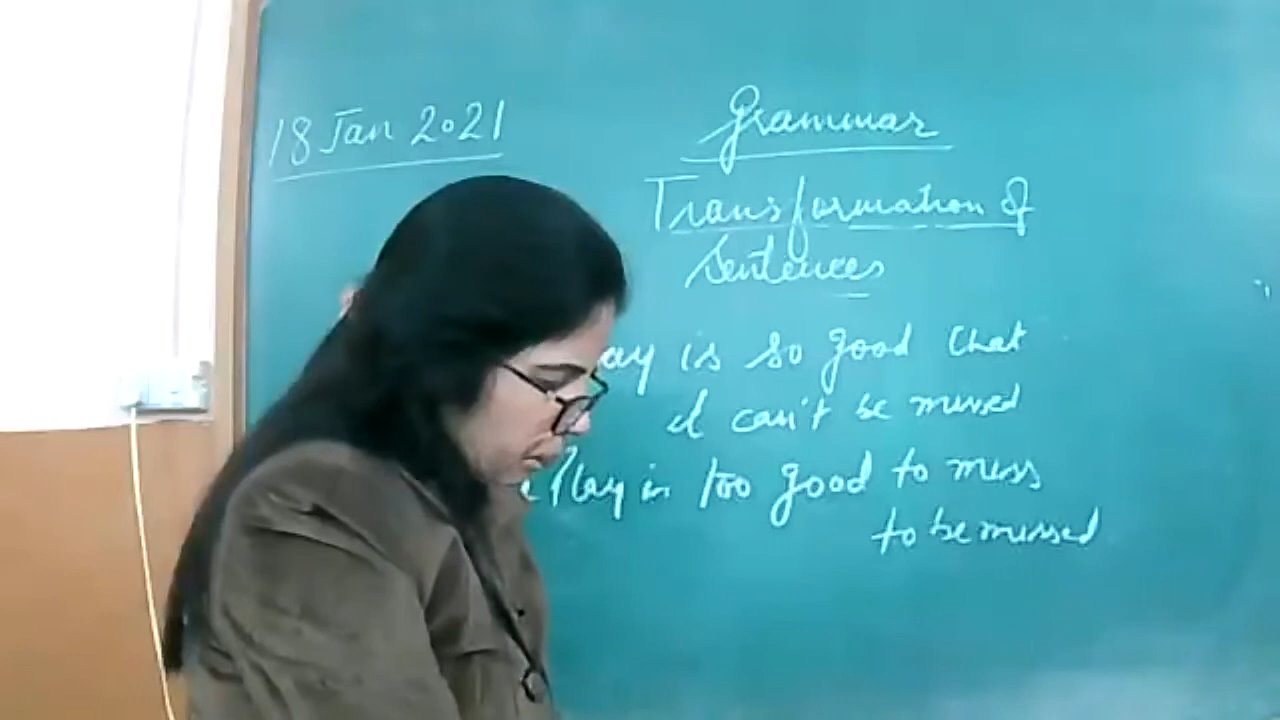 18 Jan 2021
Grammar
Transformation of
Sentences
ay is so good that
it can't be missed
e Play is too good to miss
to be missed